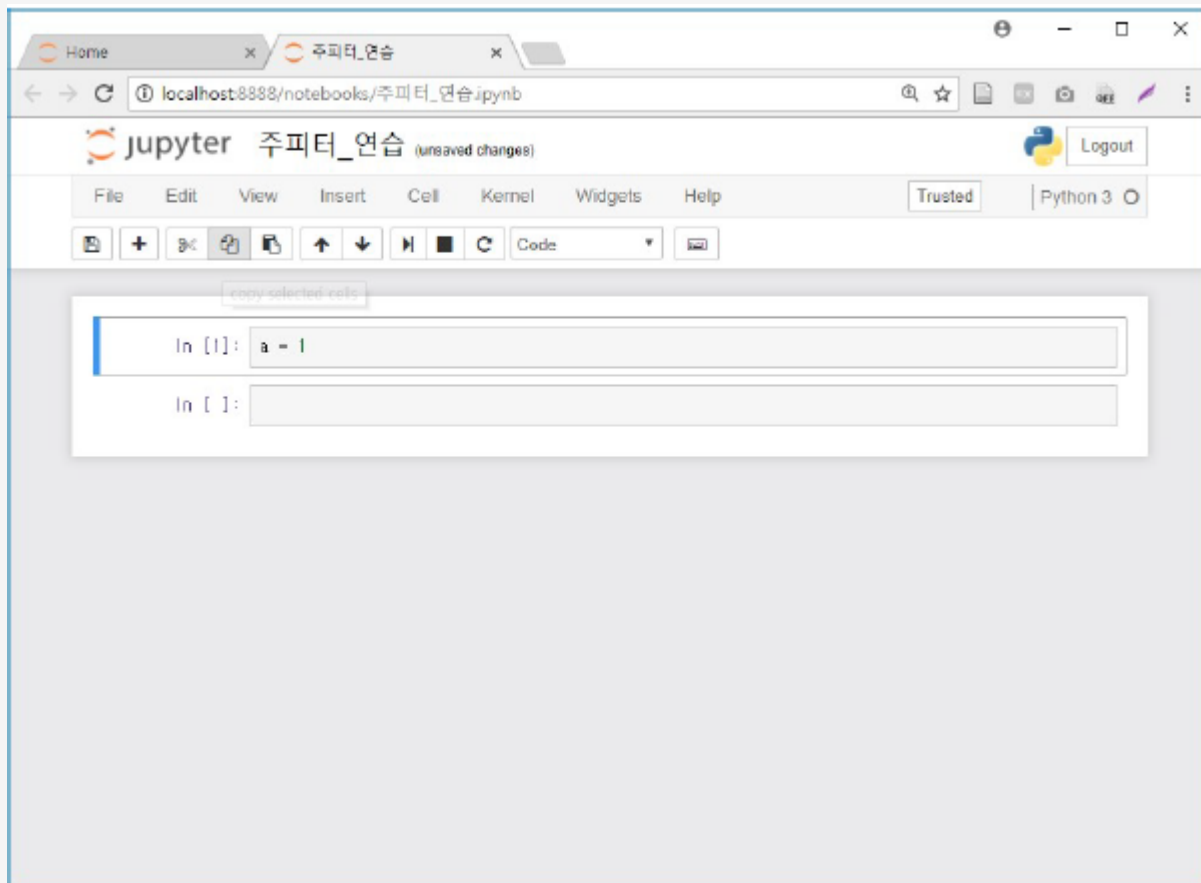 Home 주피터_연습
localhost:8888/notebooks/주피터_연습.ipynb
OFF
jupyter 주피터_연습 (unsaved changes)
Logout
File Edit View Insert Cell Kernel Widgets Help Trusted Python 3
Code
copy selected cells
In [1]: a = 1
In [ ]: